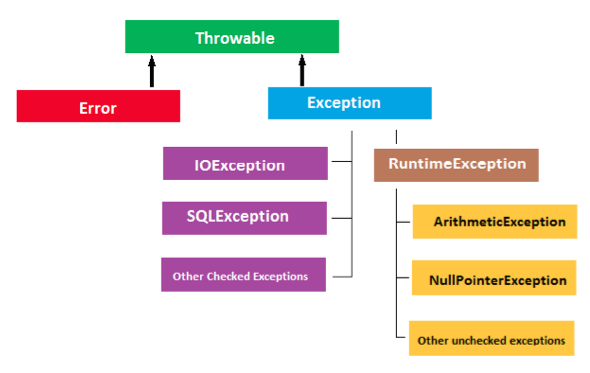 Throwable
Error
Exception
IOException
RuntimeException
SQLException
ArithmeticException
Other Checked Exceptions
NullPointerException
Other unchecked exceptions